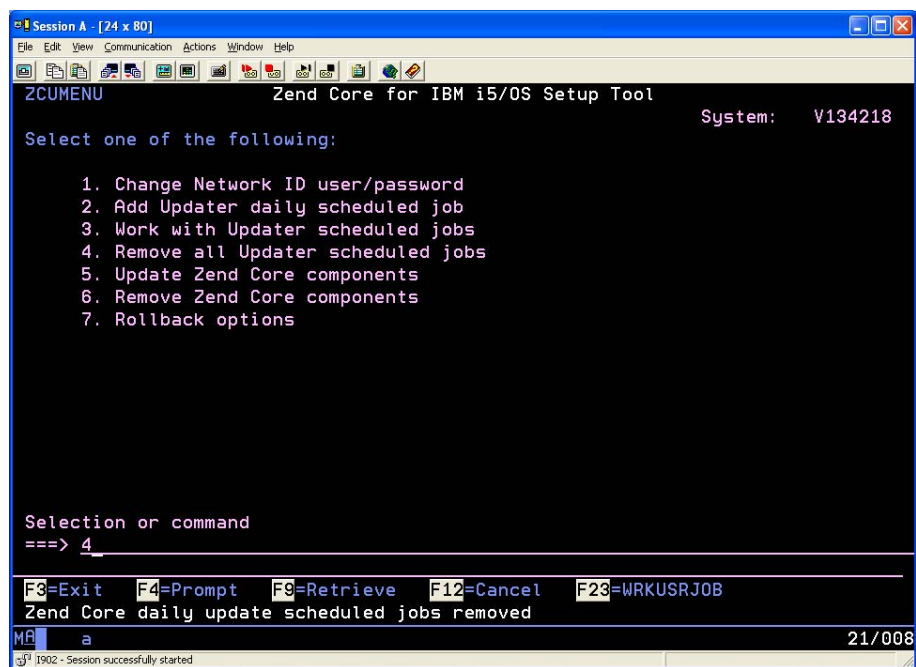 Session A - [24 x 80]
File Edit View Communication Actions Window Help
ZCUMENU Zend Core for IBM i5/OS Setup Tool
System: V134218
Select one of the following:
1. Change Network ID user/password
2. Add Updater daily scheduled job
3. Work with Updater scheduled jobs
4. Remove all Updater scheduled jobs
5. Update Zend Core components
6. Remove Zend Core components
7. Rollback options
Selection or command
===> 4
F3=Exit F4=Prompt F9=Retrieve F12=Cancel F23=WRKUSRJOB
Zend Core daily update scheduled jobs removed
MA a 21/008
I902 - Session successfully started